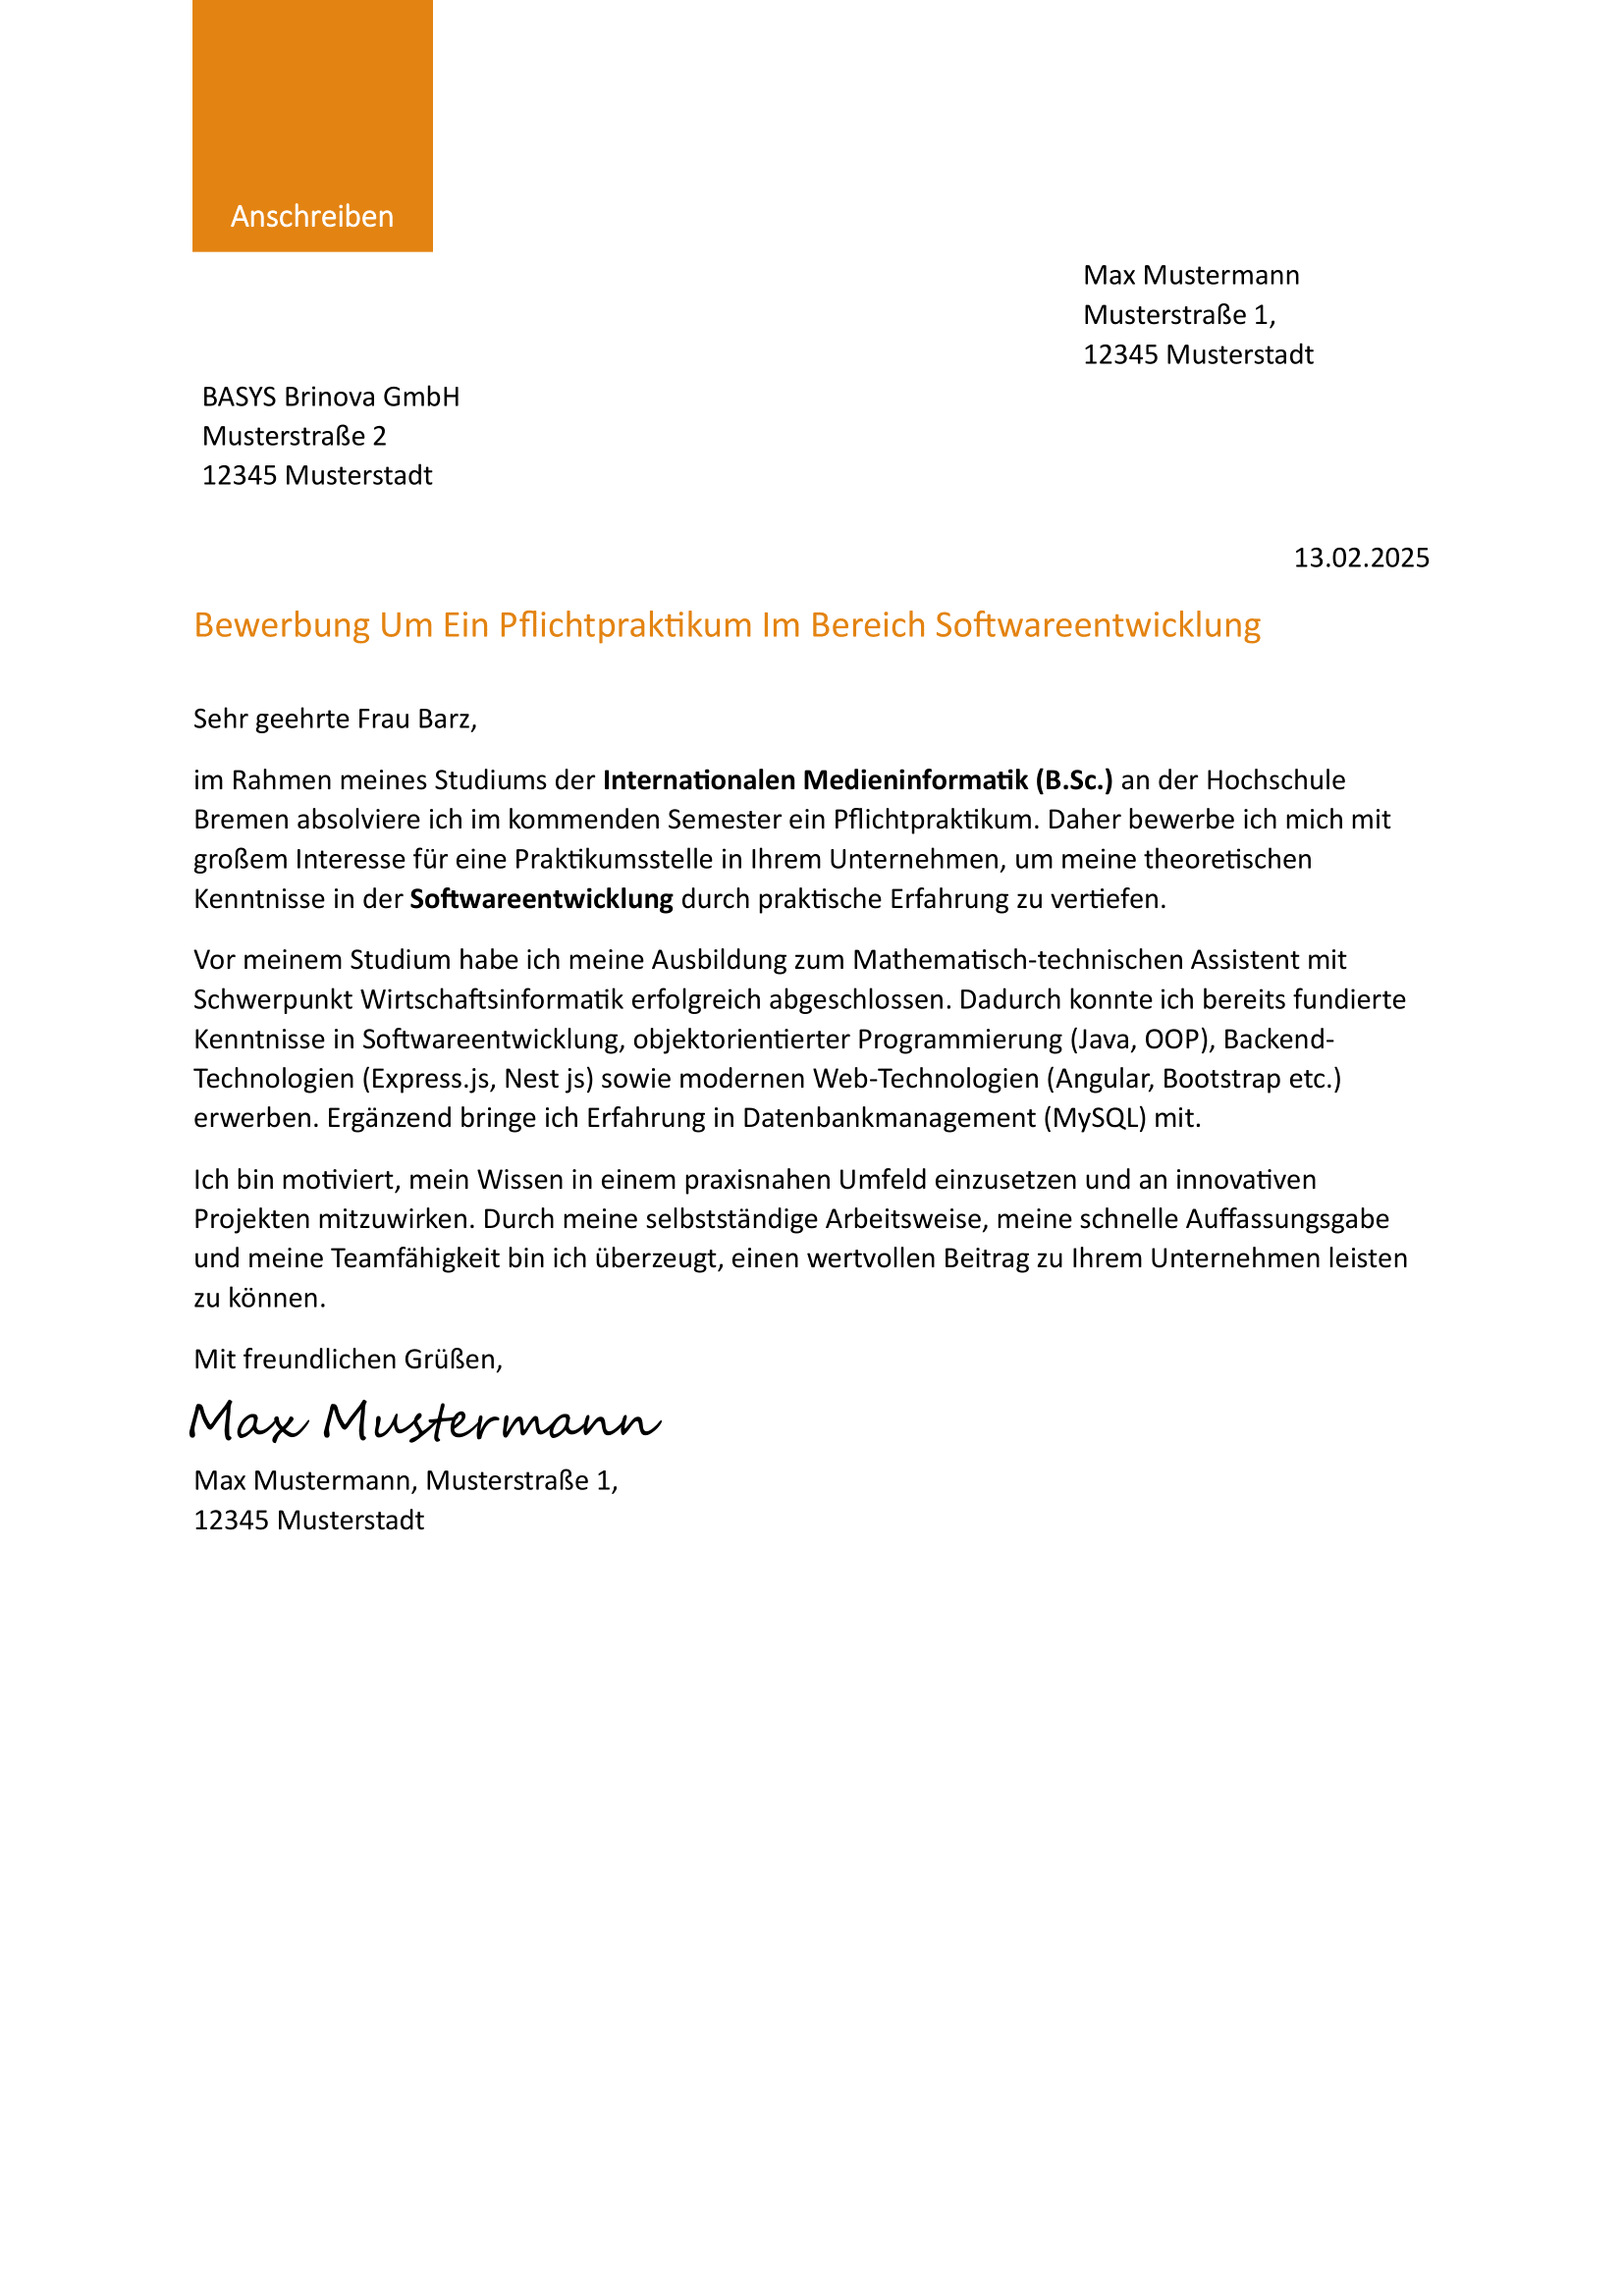 Anschreiben
Max Mustermann
Musterstraße 1,
12345 Musterstadt
BASYS Brinova GmbH
Musterstraße 2
12345 Musterstadt
13.02.2025
Bewerbung Um Ein Pflichtpraktikum Im Bereich Softwareentwicklung
Sehr geehrte Frau Barz,
im Rahmen meines Studiums der Internationalen Medieninformatik (B.Sc.) an der Hochschule
Bremen absolviere ich im kommenden Semester ein Pflichtpraktikum. Daher bewerbe ich mich mit
großem Interesse für eine Praktikumsstelle in Ihrem Unternehmen, um meine theoretischen
Kenntnisse in der Softwareentwicklung durch praktische Erfahrung zu vertiefen.
Vor meinem Studium habe ich meine Ausbildung zum Mathematisch-technischen Assistent mit
Schwerpunkt Wirtschaftsinformatik erfolgreich abgeschlossen. Dadurch konnte ich bereits fundierte
Kenntnisse in Softwareentwicklung, objektorientierter Programmierung (Java, OOP), Backend-
Technologien (Express.js, Nest js) sowie modernen Web-Technologien (Angular, Bootstrap etc.)
erwerben. Ergänzend bringe ich Erfahrung in Datenbankmanagement (MySQL) mit.
Ich bin motiviert, mein Wissen in einem praxisnahen Umfeld einzusetzen und an innovativen
Projekten mitzuwirken. Durch meine selbstständige Arbeitsweise, meine schnelle Auffassungsgabe
und meine Teamfähigkeit bin ich überzeugt, einen wertvollen Beitrag zu Ihrem Unternehmen leisten
zu können.
Mit freundlichen Grüßen,
Max Mustermann
Max Mustermann, Musterstraße 1,
12345 Musterstadt